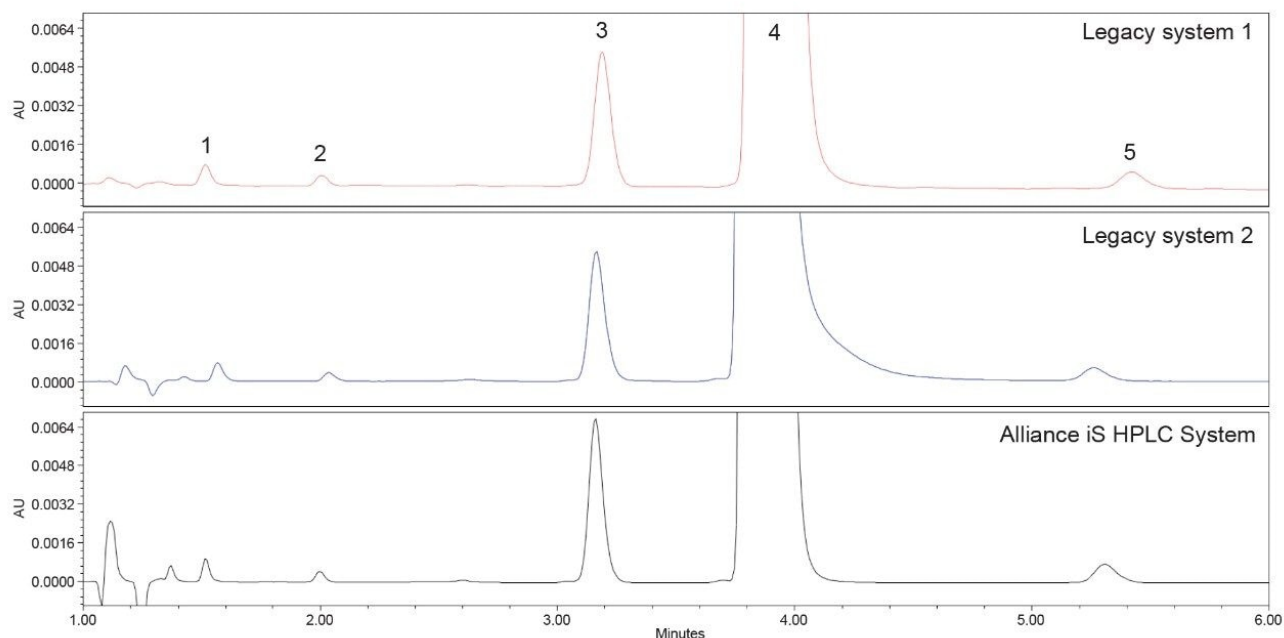 Legacy system 1
0.0064
0.0048
0.0032
0.0016
0.0000
AU
1
2
3
4
5
Legacy system 2
0.0064
0.0048
0.0032
0.0016
0.0000
AU
Alliance iS HPLC System
0.0064
0.0048
0.0032
0.0016
0.0000
AU
1.00 2.00 3.00 4.00 5.00 6.00
Minutes